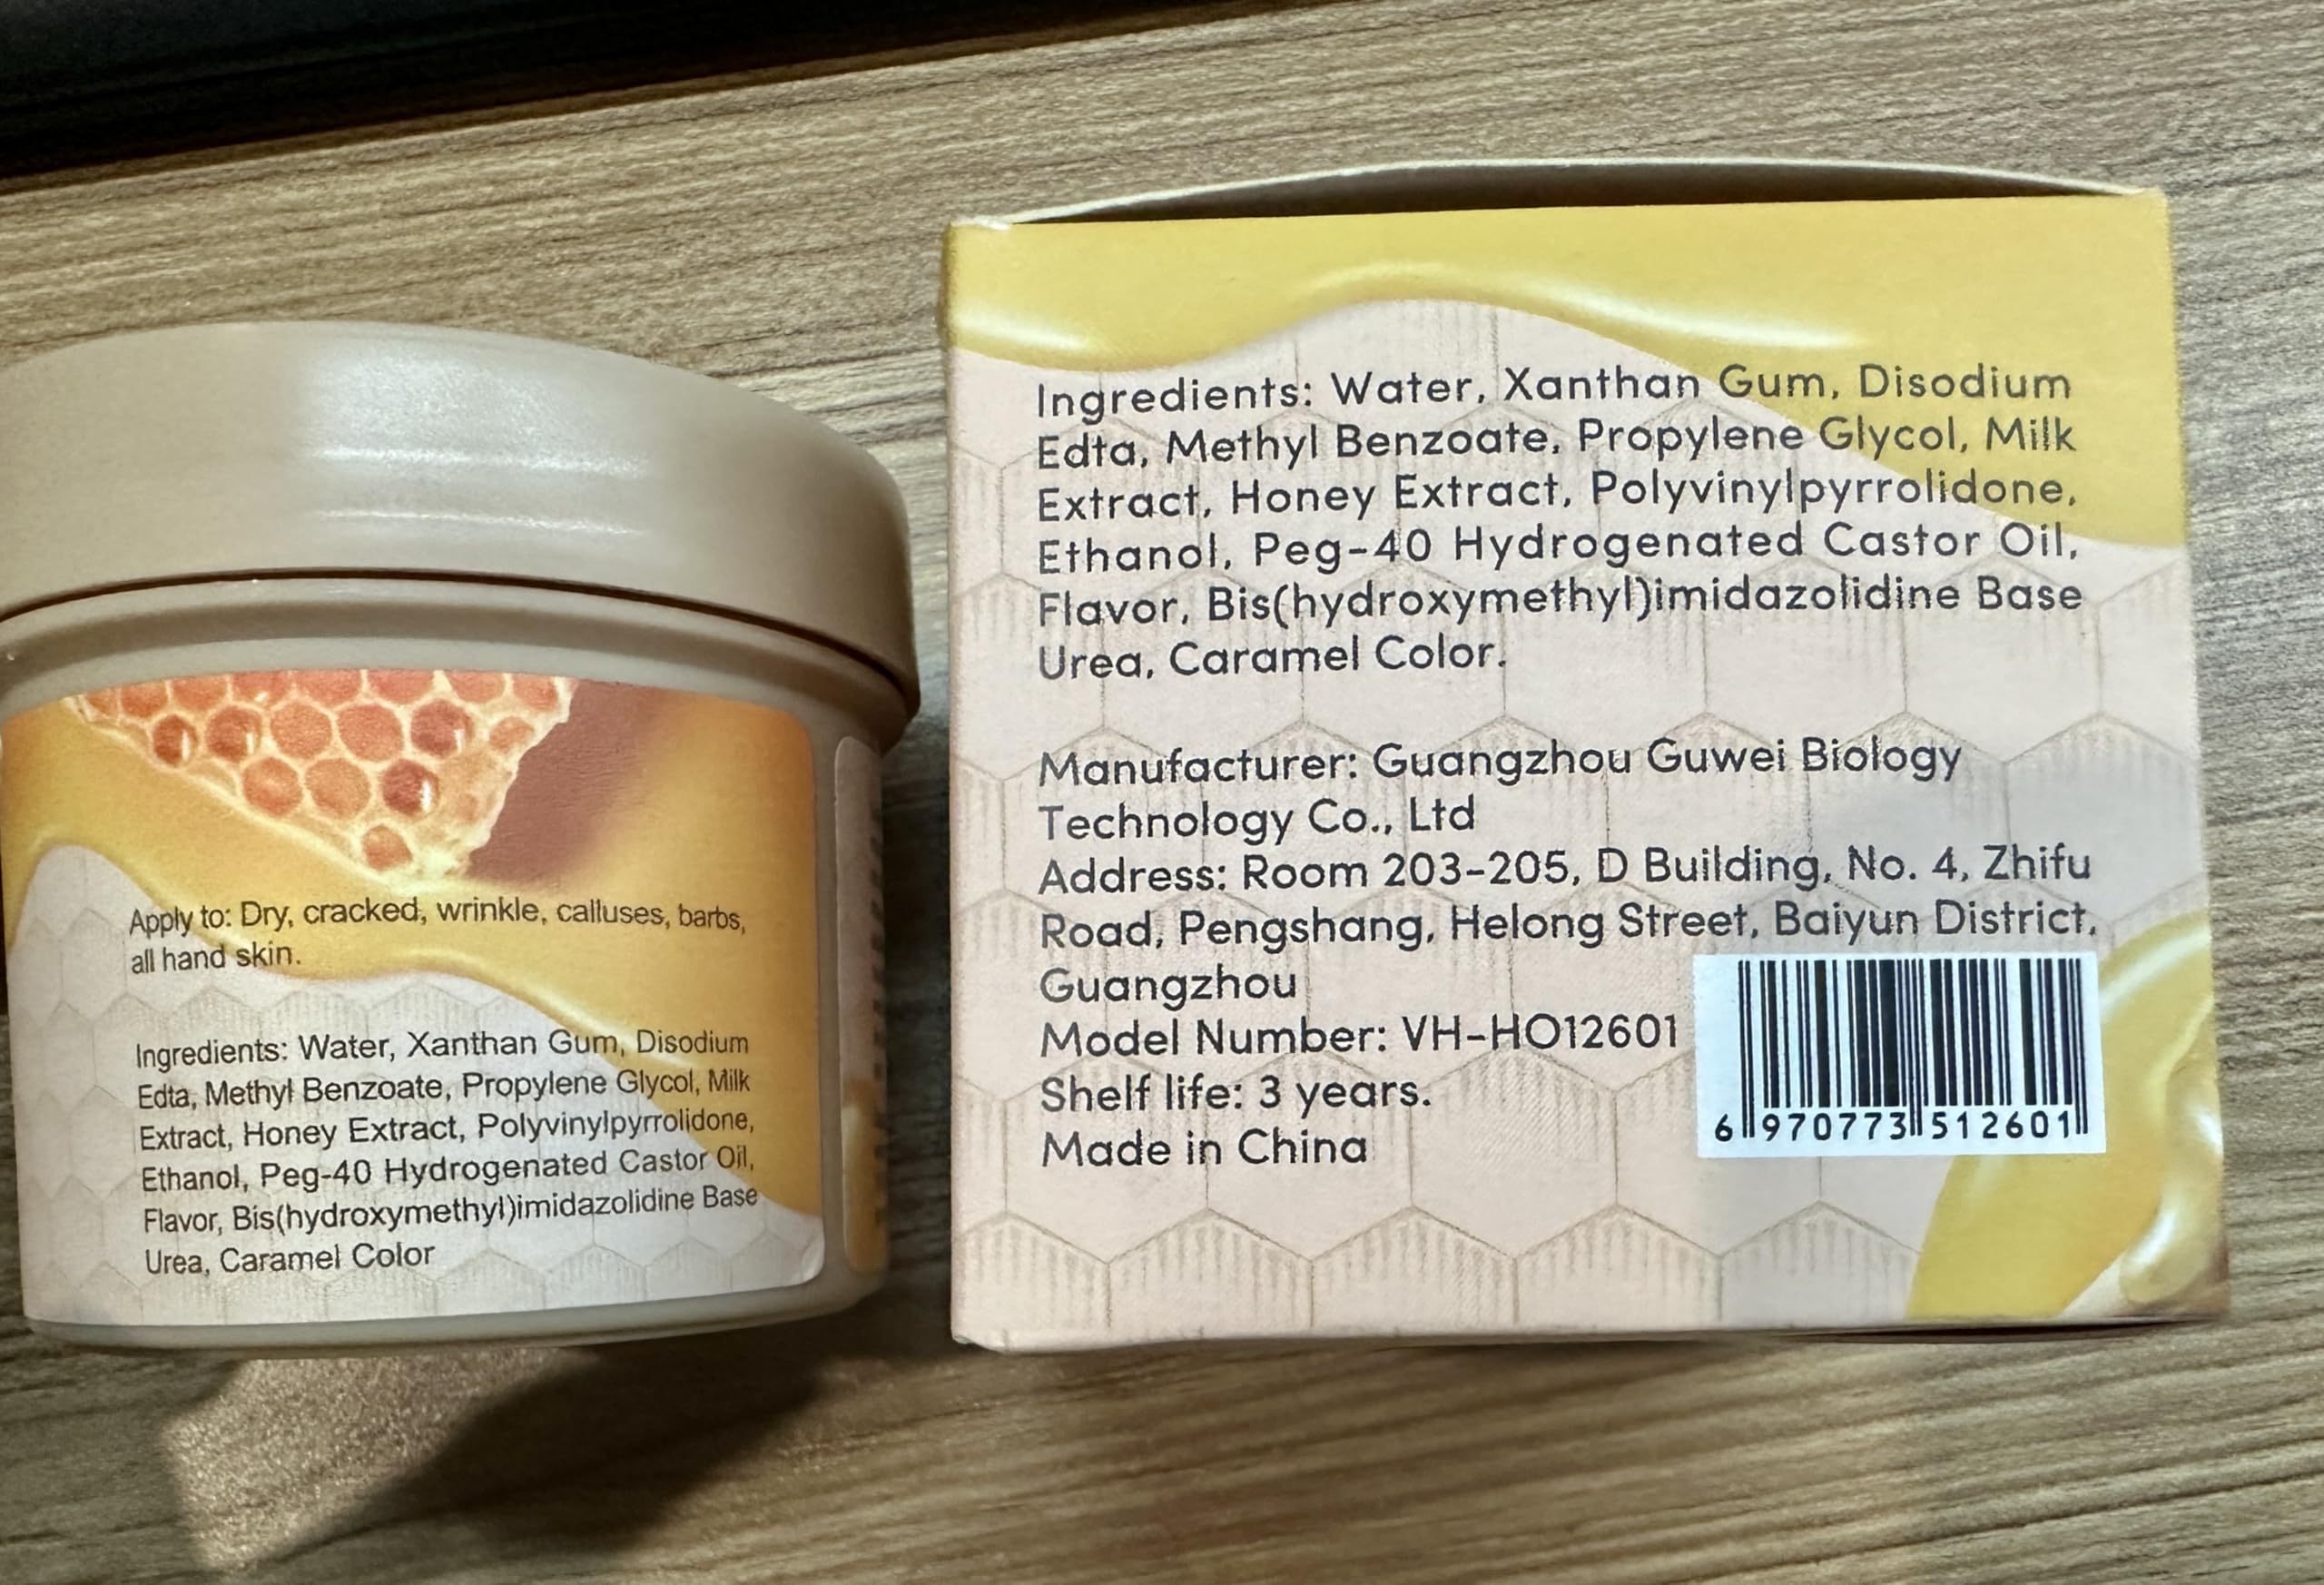 Apply to: Dry, cracked, wrinkle, calluses, barbs,
all hand skin.
Ingredients: Water, Xanthan Gum, Disodium
Edta, Methyl Benzoate, Propylene Glycol, Milk
Extract, Honey Extract, Polyvinylpyrrolidone,
Ethanol, Peg-40 Hydrogenated Castor Oil,
Flavor, Bis(hydroxymethyl)imidazolidine Base
Urea, Caramel Color
Ingredients: Water, Xanthan Gum, Disodium
Edta, Methyl Benzoate, Propylene Glycol, Milk
Extract, Honey Extract, Polyvinylpyrrolidone,
Ethanol, Peg-40 Hydrogenated Castor Oil,
Flavor, Bis(hydroxymethyl)imidazolidine Base
Urea, Caramel Color.
Manufacturer: Guangzhou Guwei Biology
Technology Co., Ltd
Address: Room 203-205, D Building, No. 4, Zhifu
Road, Pengshang, Helong Street, Baiyun District,
Guangzhou
Model Number: VH-HO12601
Shelf life: 3 years.
Made in China
6 970773 512601